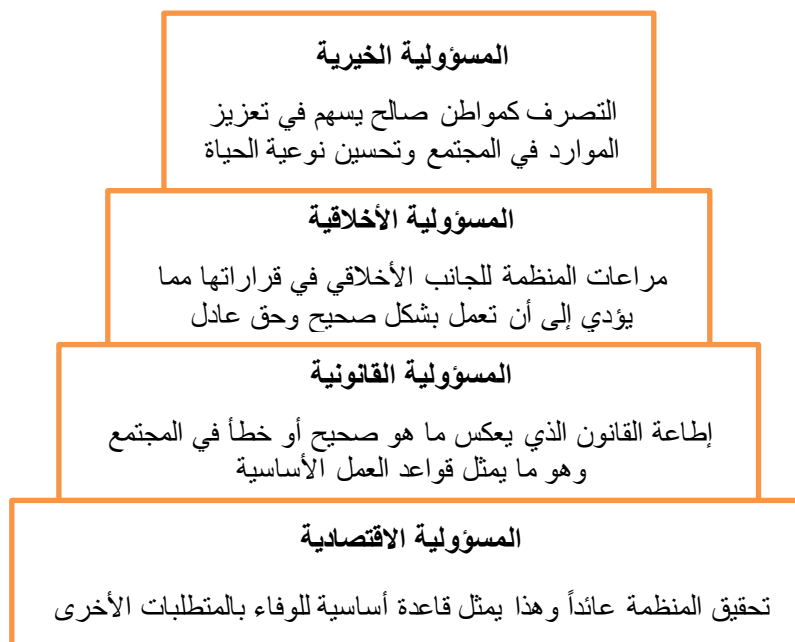 المسؤولية الخيرية
التصرف كمواطن صالح يسهم في تعزيز
الموارد في المجتمع وتحسين نوعية الحياة
المسؤولية الأخلاقية
مراعات المنظمة للجانب الأخلاقي في قراراتها مما
يؤدي إلى أن تعمل بشكل صحيح وحق عادل
المسؤولية القانونية
إطاعة القانون الذي يعكس ما هو صحيح أو خطأ في المجتمع
وهو ما يمثل قواعد العمل الأساسية
المسؤولية الاقتصادية
تحقيق المنظمة عائداً وهذا يمثل قاعدة أساسية للوفاء بالمتطلبات الأخرى